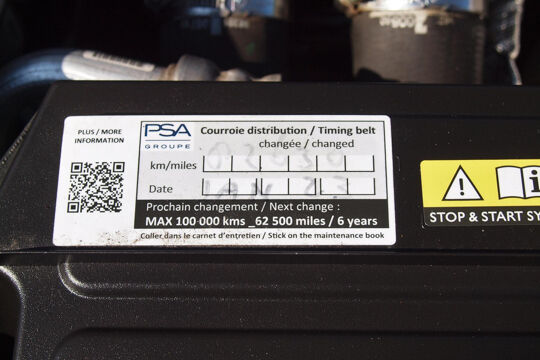 PLUS / MORE
INFORMATION
PSA
GROUPE
Courroie distribution / Timing belt
changée / changed
km/miles
Date JAN 23
Prochain changement / Next change :
MAX 100 000 kms _62 500 miles / 6 years
Coller dans le carnet d'entretien / Stick on the maintenance book
STOP & START SY